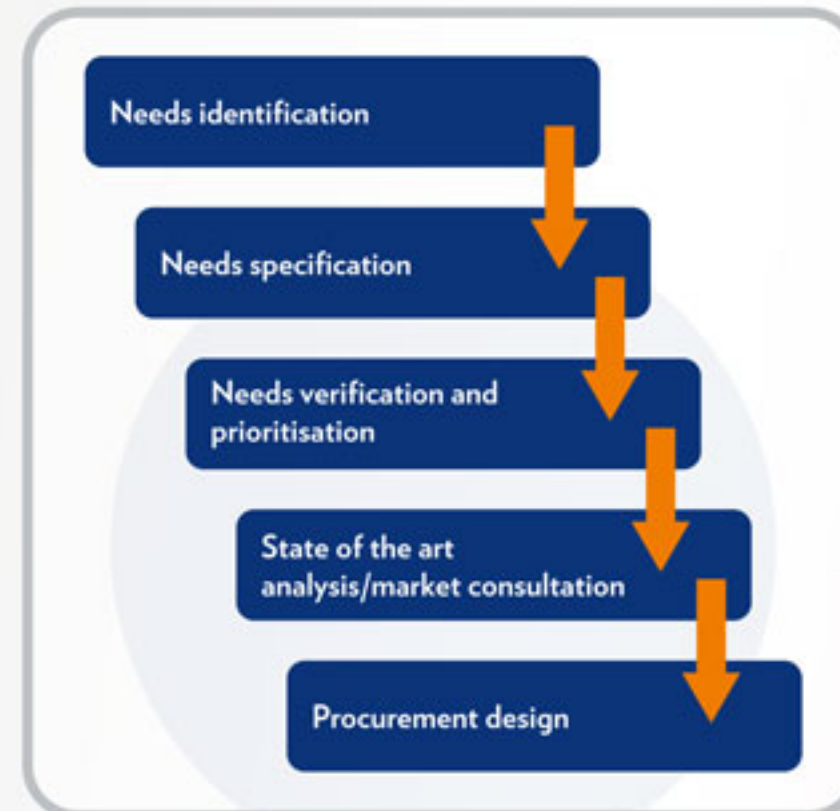 Needs identification
Needs specification
Needs verification and
prioritisation
State of the art
analysis/market consultation
Procurement design